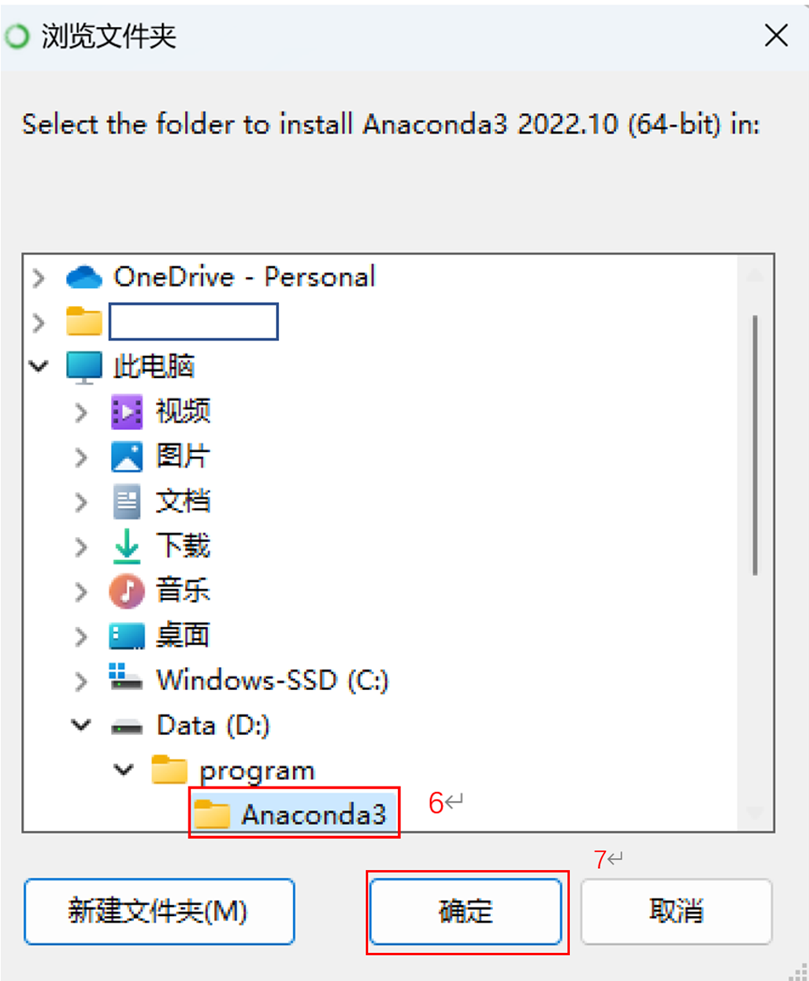 浏览文件夹
Select the folder to install Anaconda3 2022.10 (64-bit) in:
OneDrive - Personal
此电脑
视频
图片
文档
下载
音乐
桌面
Windows-SSD (C:)
Data (D:)
program
Anaconda3 6↵
7↵
新建文件夹(M) 确定 取消